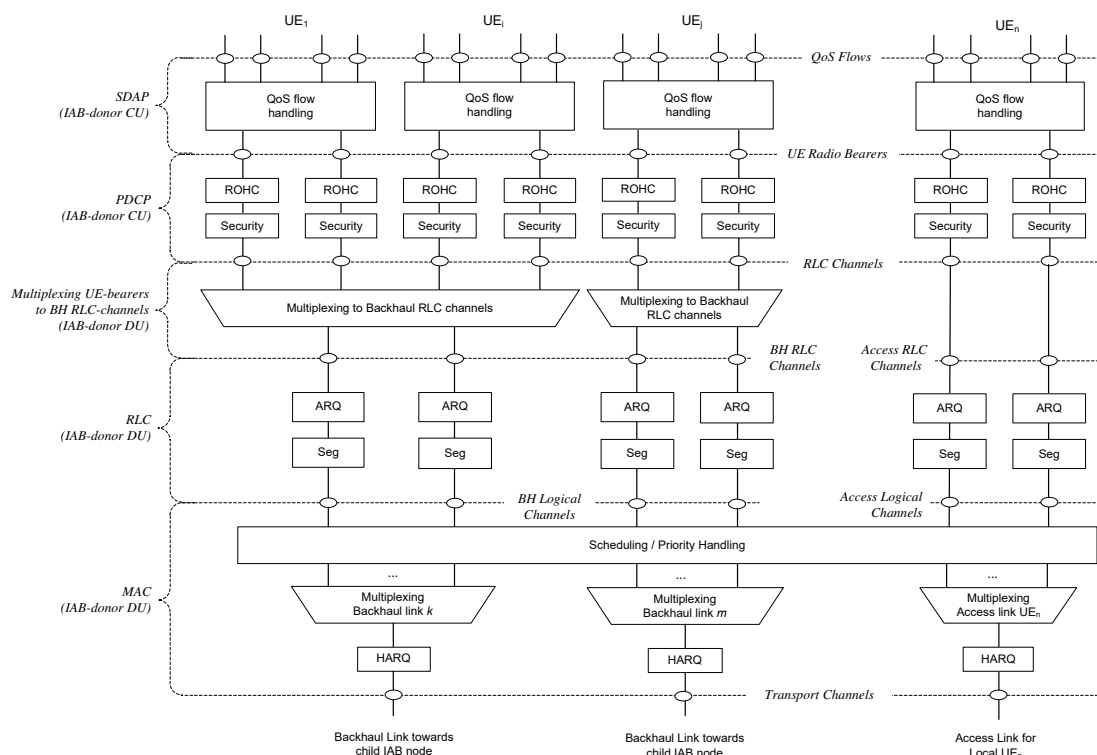 UE1 UEi UEj UEn
QoS Flows
SDAP
(IAB-donor CU)
QoS flow
handling
QoS flow
handling
QoS flow
handling
QoS flow
handling
UE Radio Bearers
PDCP
(IAB-donor CU)
ROHC ROHC ROHC ROHC ROHC ROHC ROHC ROHC
Security Security Security Security Security Security Security Security
RLC Channels
Multiplexing UE-bearers
to BH RLC-channels
(IAB-donor DU)
Multiplexing to Backhaul RLC channels
Multiplexing to Backhaul
RLC channels
BH RLC
Channels
Access RLC
Channels
RLC
(IAB-donor DU)
ARQ ARQ ARQ ARQ ARQ ARQ
Seg Seg Seg Seg Seg Seg
BH Logical
Channels
Access Logical
Channels
Scheduling / Priority Handling
MAC
(IAB-donor DU)
... ... ...
Multiplexing
Backhaul link k
Multiplexing
Backhaul link m
Multiplexing
Access link UEn
HARQ HARQ HARQ
Transport Channels
Backhaul Link towards
child IAB node
Backhaul Link towards
child IAB node
Access Link for
Local UEn